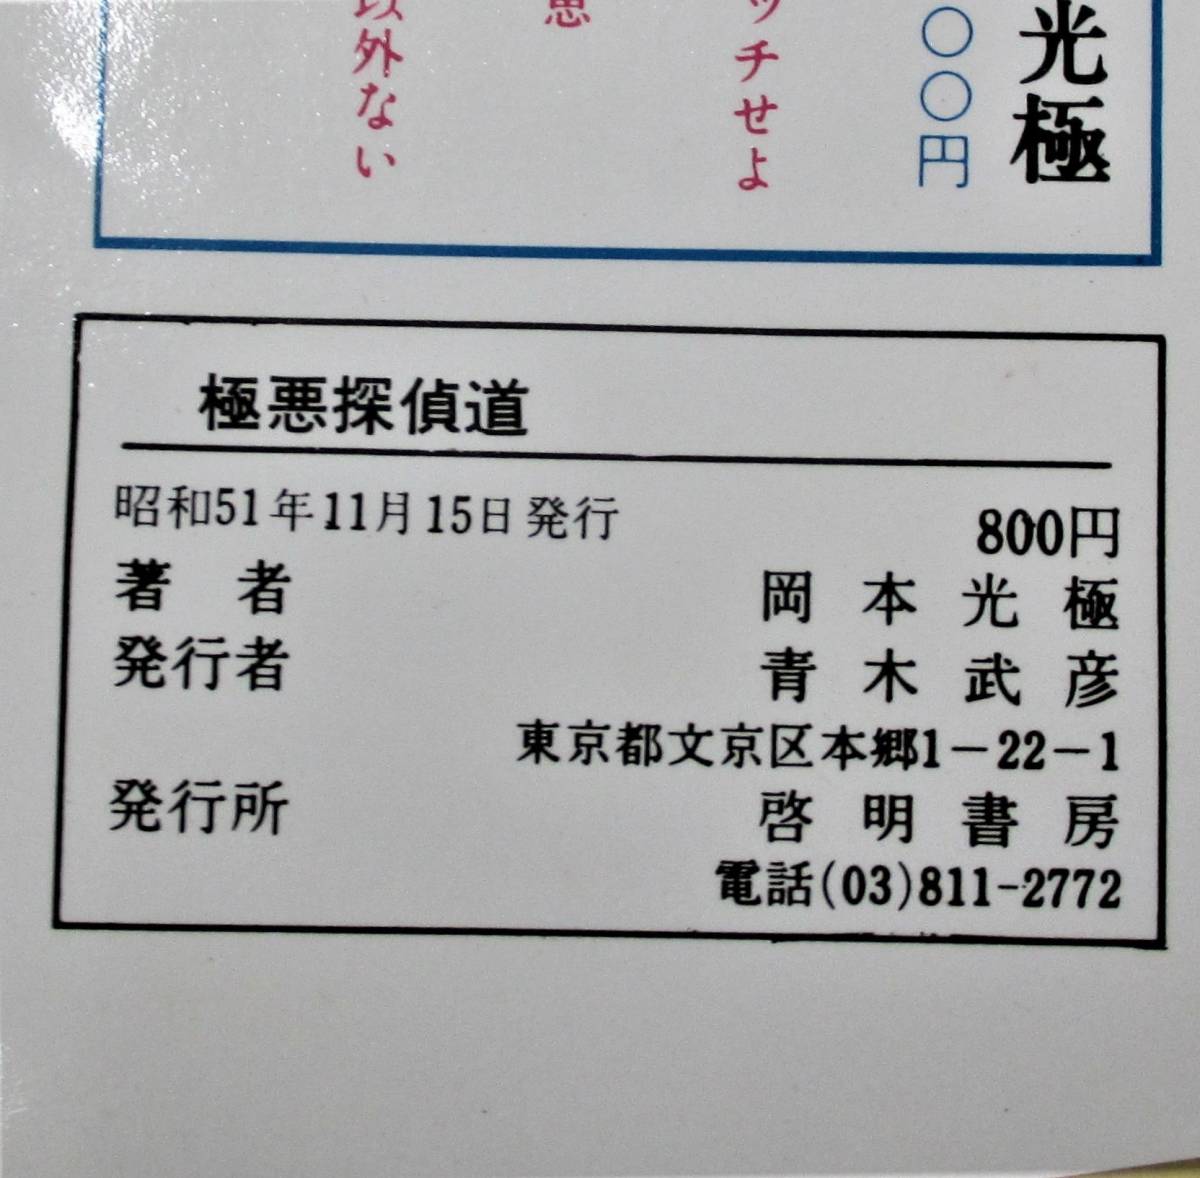 光極
〇〇円
ッチせよ
以外ない
極悪探偵道
昭和51年11月15日発行
800円
著 者 岡本光極
発行者 青木武彦
東京都文京区本郷1-22-1
発行所 啓明書房
電話(03)811-2772